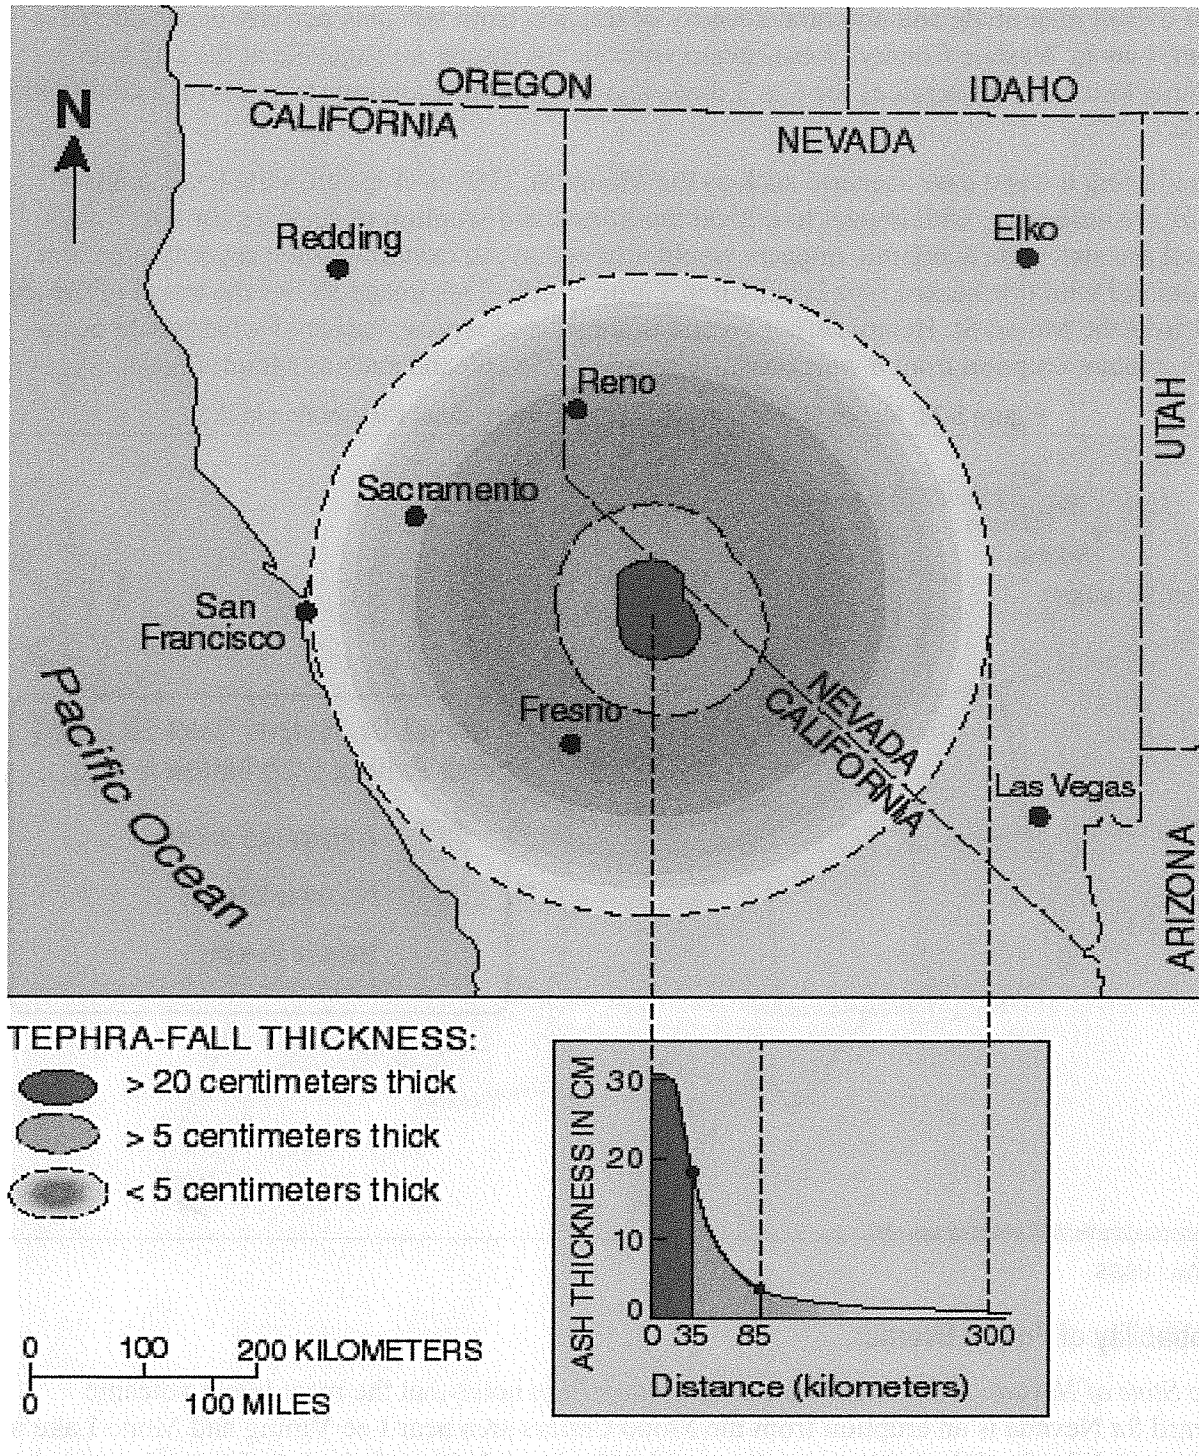 OREGON
IDAHO
N
CALIFORNIA
NEVADA
Redding
Elko
Reno
UTAH
Sacramento
San
Francisco
Pacific Ocean
Fresno
NEVADA
CALIFORNIA
Las Vegas
ARIZONA
TEPHRA-FALL THICKNESS:
> 20 centimeters thick
> 5 centimeters thick
< 5 centimeters thick
0 100 200 KILOMETERS
0 100 MILES
ASH THICKNESS IN CM
30
20
10
0
0 35 85 300
Distance (kilometers)